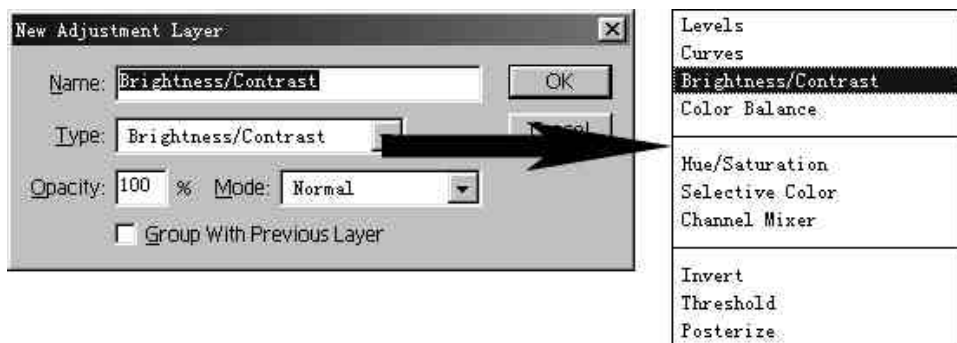 New Adjustment Layer
Name: Brightness/Contrast
OK
Type: Brightness/Contrast
Opacity: 100 % Mode: Normal
Group With Previous Layer
Levels
Curves
Brightness/Contrast
Color Balance
Hue/Saturation
Selective Color
Channel Mixer
Invert
Threshold
Posterize